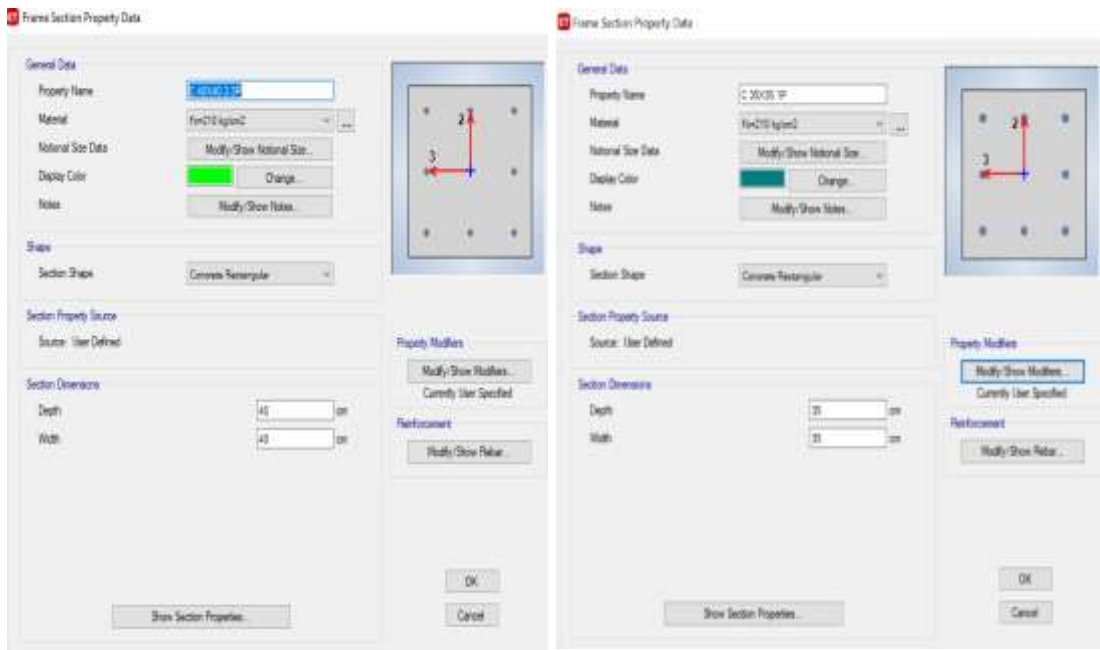 Frame Section Property Data
General Data
Property Name
Material
Notional Size Data Modify/Show Notional Size...
Display Color Change...
Notes Modify/Show Notes...
2
3
Shape
Section Shape Concrete Rectangular
Section Property Source
Source: User Defined
Property Modifiers
Modify/Show Modifiers...
Currently User Specified
Section Dimensions
Depth 40 cm
Width 40 cm
Reinforcement
Modify/Show Rebar...
Show Section Properties...
OK
Cancel
Frame Section Property Data
General Data
Property Name C 35X35
Material
Notional Size Data Modify/Show Notional Size...
Display Color Change...
Notes Modify/Show Notes...
2
3
Shape
Section Shape Concrete Rectangular
Section Property Source
Source: User Defined
Property Modifiers
Modify/Show Modifiers...
Currently User Specified
Section Dimensions
Depth 35 cm
Width 35 cm
Reinforcement
Modify/Show Rebar...
Show Section Properties...
OK
Cancel